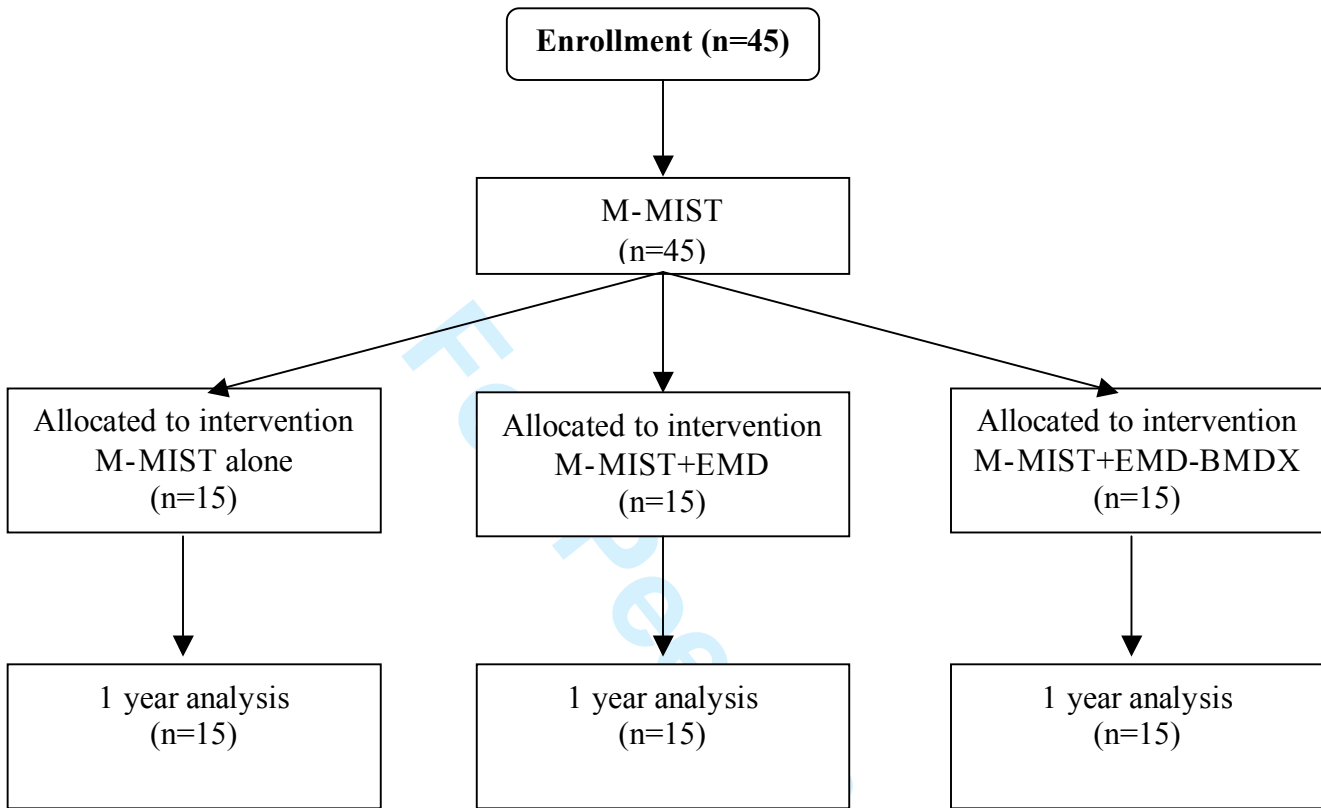 Enrollment (n=45)
M-MIST
(n=45)
Allocated to intervention
M-MIST alone
(n=15)
Allocated to intervention
M-MIST+EMD
(n=15)
Allocated to intervention
M-MIST+EMD-BMDX
(n=15)
1 year analysis
(n=15)
1 year analysis
(n=15)
1 year analysis
(n=15)